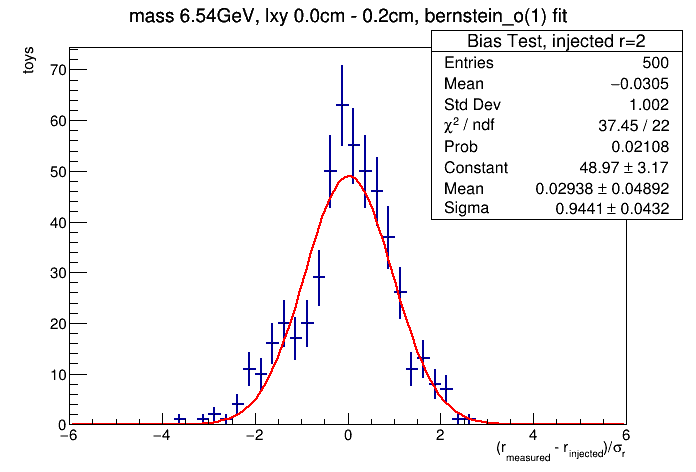 mass 6.54GeV, lxy 0.0cm - 0.2cm, bernstein_o(1) fit
toys
Bias Test, injected r=2
Entries 500
Mean −0.0305
Std Dev 1.002
χ² / ndf 37.45 / 22
Prob 0.02108
Constant 48.97 ± 3.17
Mean 0.02938 ± 0.04892
Sigma 0.9441 ± 0.0432
70
60
50
40
30
20
10
0
−6 −4 −2 0 2 4 6
(r_measured - r_injected)/σ_r